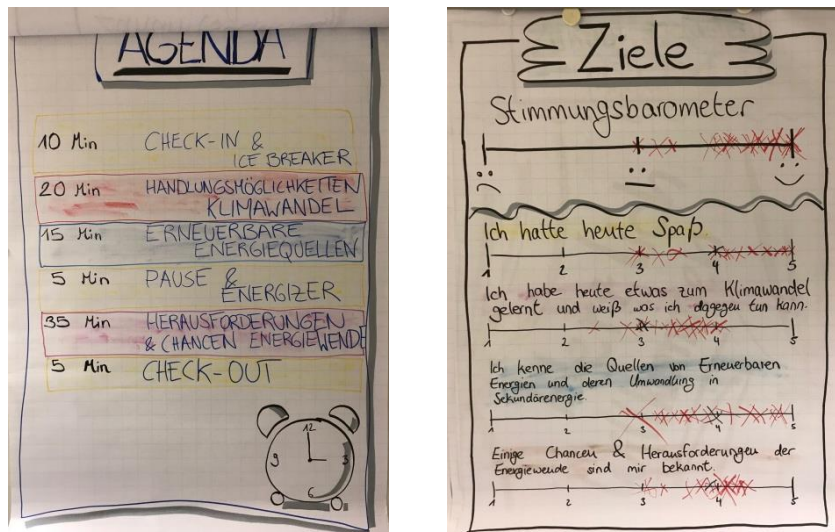 AGENDA
10 Min CHECK-IN &
ICE BREAKER
20 Min HANDLUNGSMÖGLICHKEITEN
KLIMAWANDEL
15 Min ERNEUERBARE
ENERGIEQUELLEN
5 Min PAUSE &
ENERGIZER
35 Min HERAUSFORDERUNGEN
& CHANCEN ENERGIEWENDE
5 Min CHECK-OUT
12
9 3
6
Ziele
Stimmungsbarometer
Ich hatte heute Spaß.
1 2 3 4 5
Ich habe heute etwas zum Klimawandel
gelernt und weiß was ich dagegen tun kann.
1 2 3 4 5
Ich kenne die Quellen von Erneuerbaren
Energien und deren Umwandlung in
Sekundärenergie.
1 2 3 4 5
Einige Chancen & Herausforderungen der
Energiewende sind mir bekannt.
1 2 3 4 5